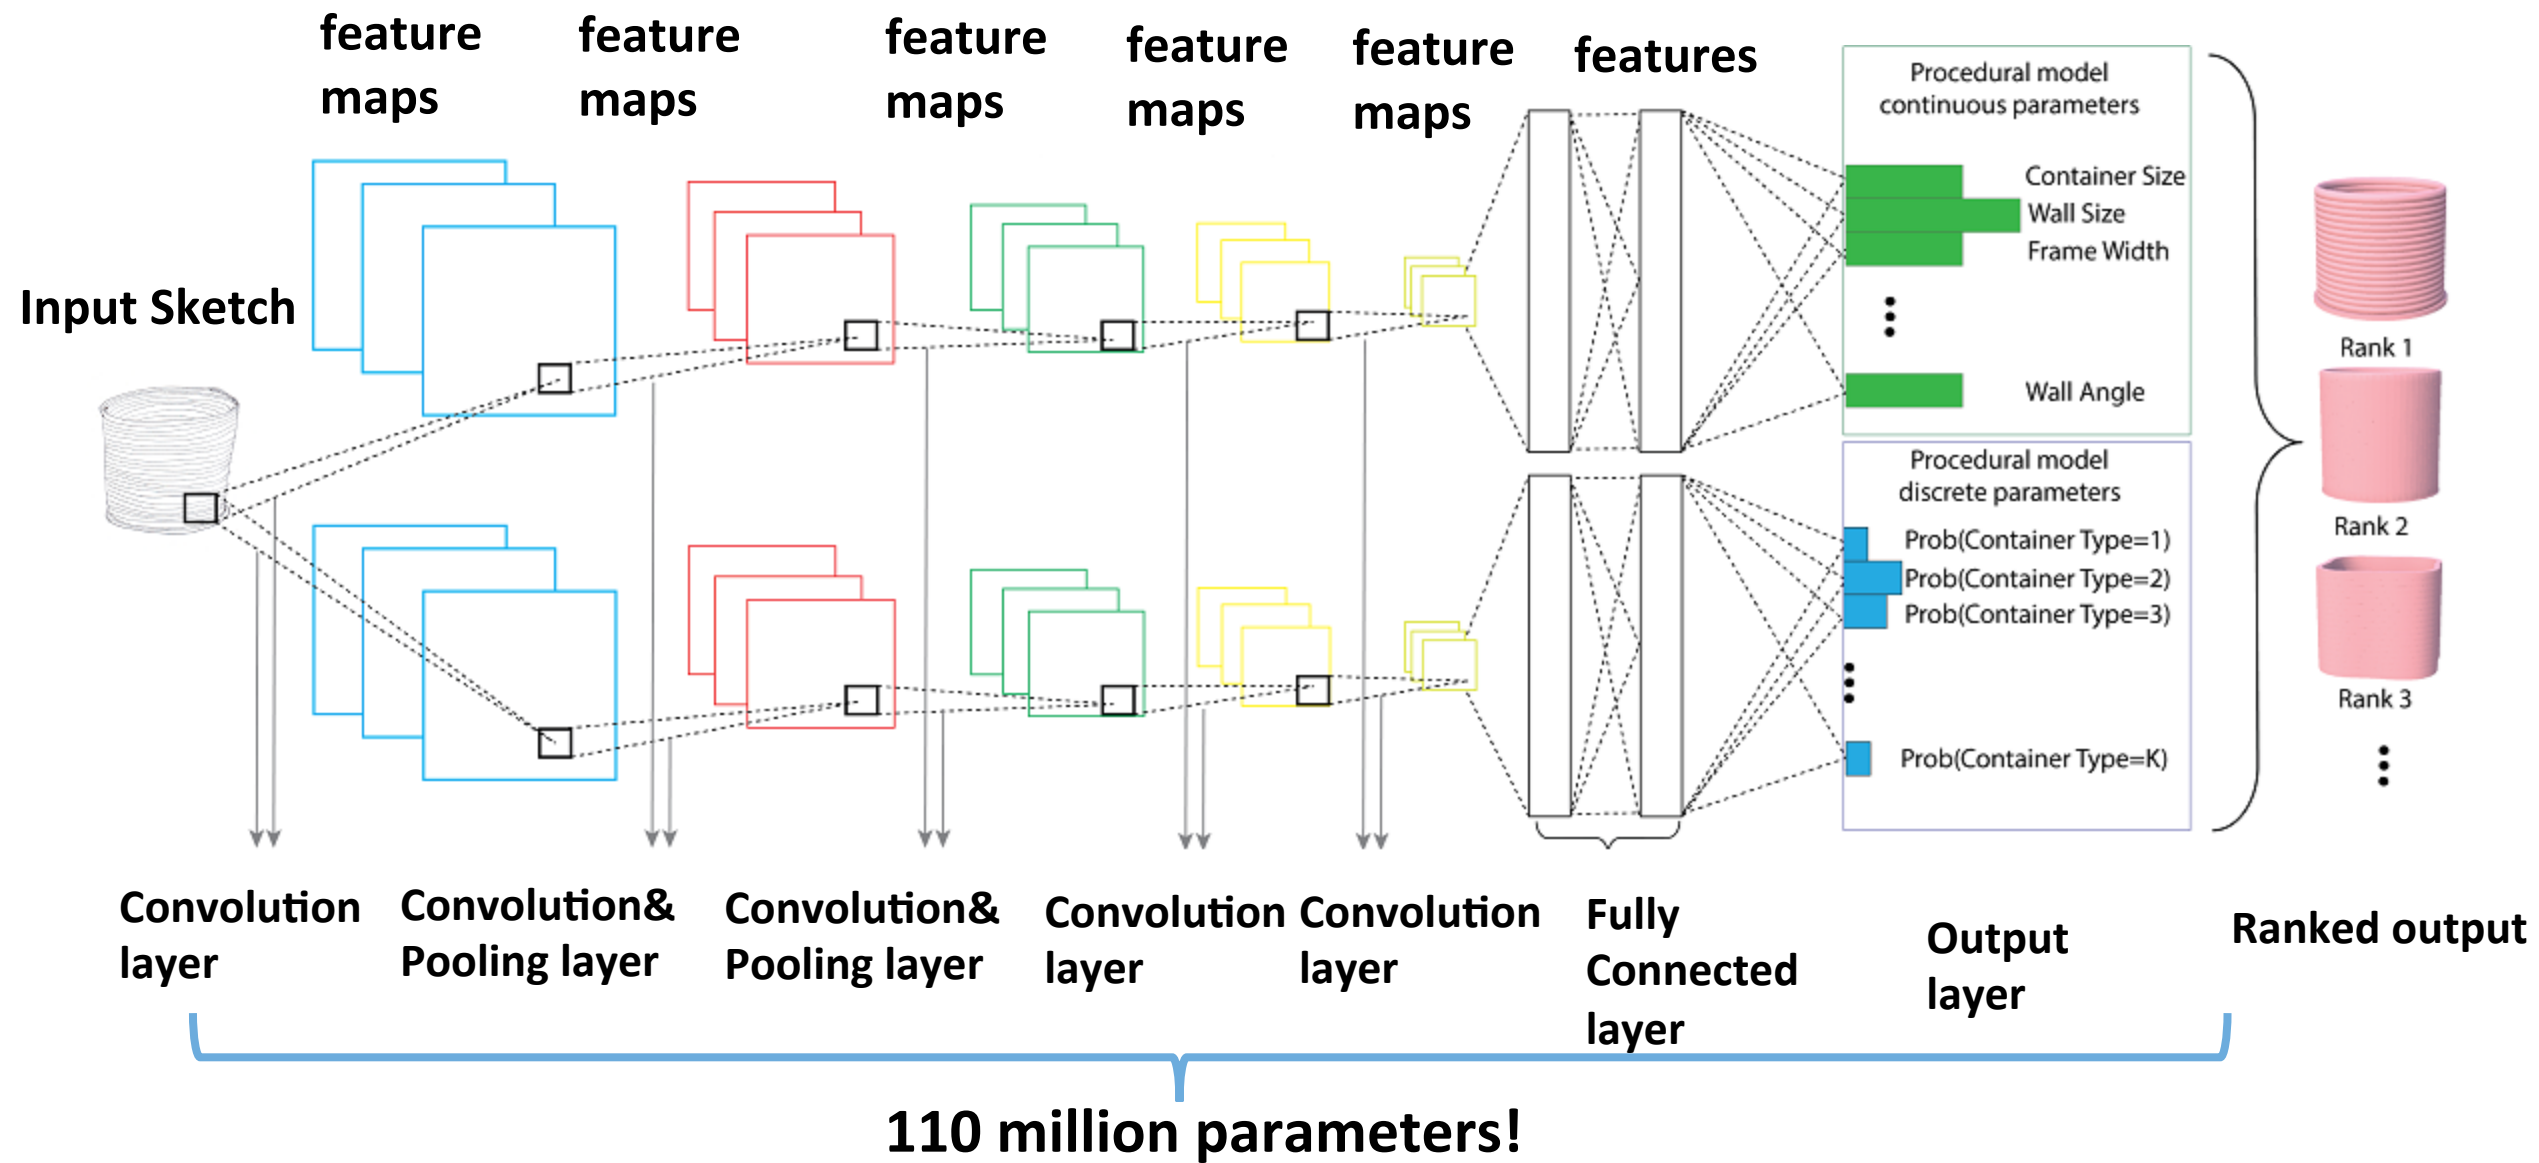 feature
maps
feature
maps
feature
maps
feature
maps
feature
maps
features
Input Sketch
Procedural model
continuous parameters
Container Size
Wall Size
Frame Width
Wall Angle
Procedural model
discrete parameters
Prob(Container Type=1)
Prob(Container Type=2)
Prob(Container Type=3)
Prob(Container Type=K)
Rank 1
Rank 2
Rank 3
Convolution
layer
Convolution&
Pooling layer
Convolution&
Pooling layer
Convolution
layer
Convolution
layer
Fully
Connected
layer
Output
layer
Ranked output
110 million parameters!